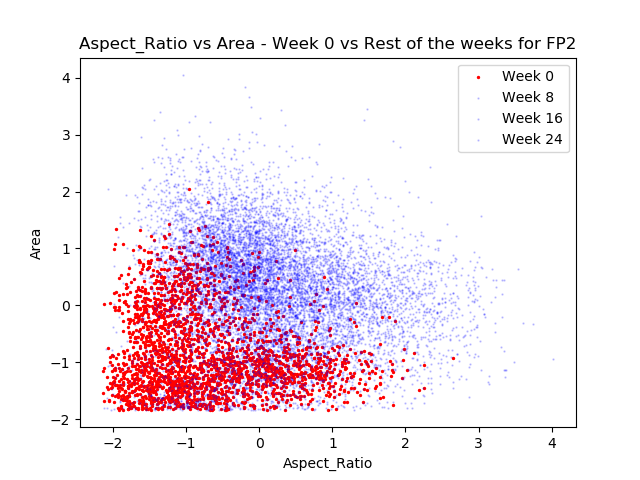 Aspect_Ratio vs Area - Week 0 vs Rest of the weeks for FP2
Week 0
Week 8
Week 16
Week 24
4
3
2
1
0
−1
−2
Area
−2 −1 0 1 2 3 4
Aspect_Ratio